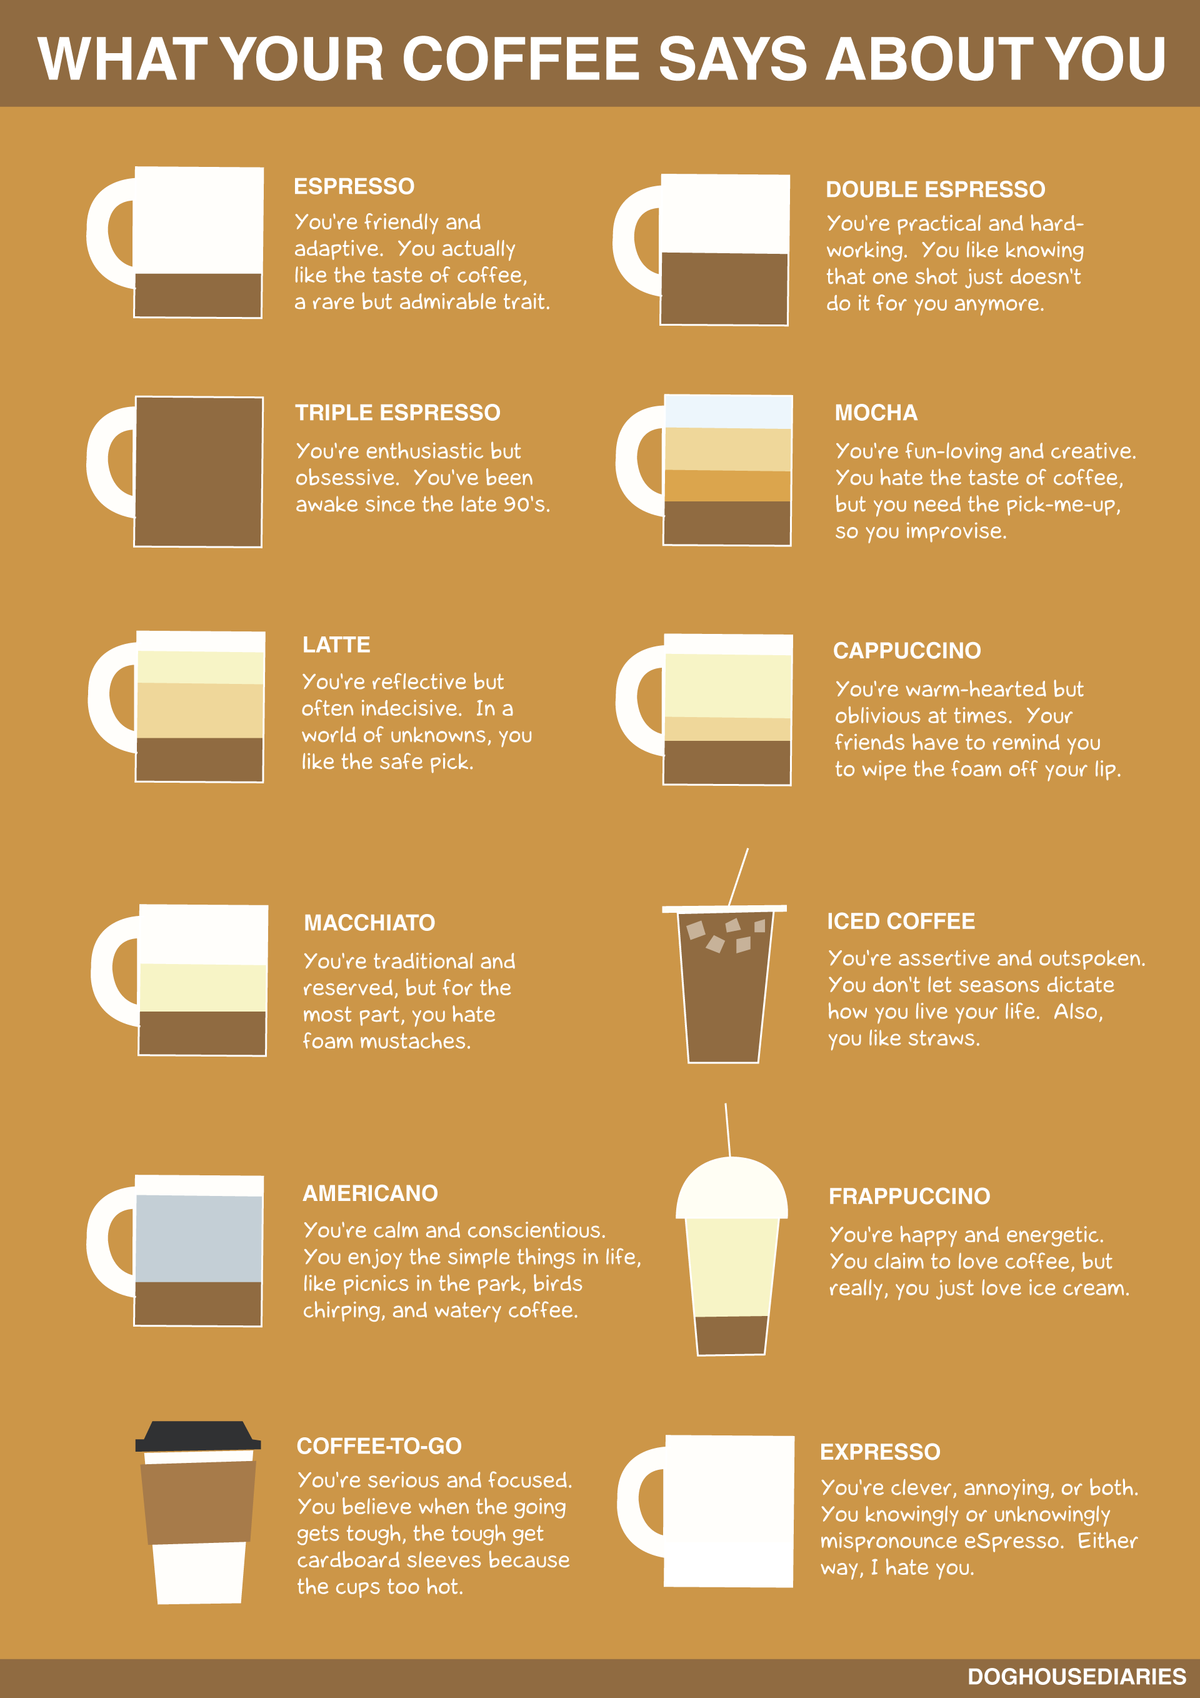 WHAT YOUR COFFEE SAYS ABOUT YOU
ESPRESSO
You're friendly and
adaptive. You actually
like the taste of coffee,
a rare but admirable trait.
DOUBLE ESPRESSO
You're practical and hard-
working. You like knowing
that one shot just doesn't
do it for you anymore.
TRIPLE ESPRESSO
You're enthusiastic but
obsessive. You've been
awake since the late 90's.
MOCHA
You're fun-loving and creative.
You hate the taste of coffee,
but you need the pick-me-up,
so you improvise.
LATTE
You're reflective but
often indecisive. In a
world of unknowns, you
like the safe pick.
CAPPUCCINO
You're warm-hearted but
oblivious at times. Your
friends have to remind you
to wipe the foam off your lip.
MACCHIATO
You're traditional and
reserved, but for the
most part, you hate
foam mustaches.
ICED COFFEE
You're assertive and outspoken.
You don't let seasons dictate
how you live your life. Also,
you like straws.
AMERICANO
You're calm and conscientious.
You enjoy the simple things in life,
like picnics in the park, birds
chirping, and watery coffee.
FRAPPUCCINO
You're happy and energetic.
You claim to love coffee, but
really, you just love ice cream.
COFFEE-TO-GO
You're serious and focused.
You believe when the going
gets tough, the tough get
cardboard sleeves because
the cups too hot.
EXPRESSO
You're clever, annoying, or both.
You knowingly or unknowingly
mispronounce eSpresso. Either
way, I hate you.
DOGHOUSEDIARIES